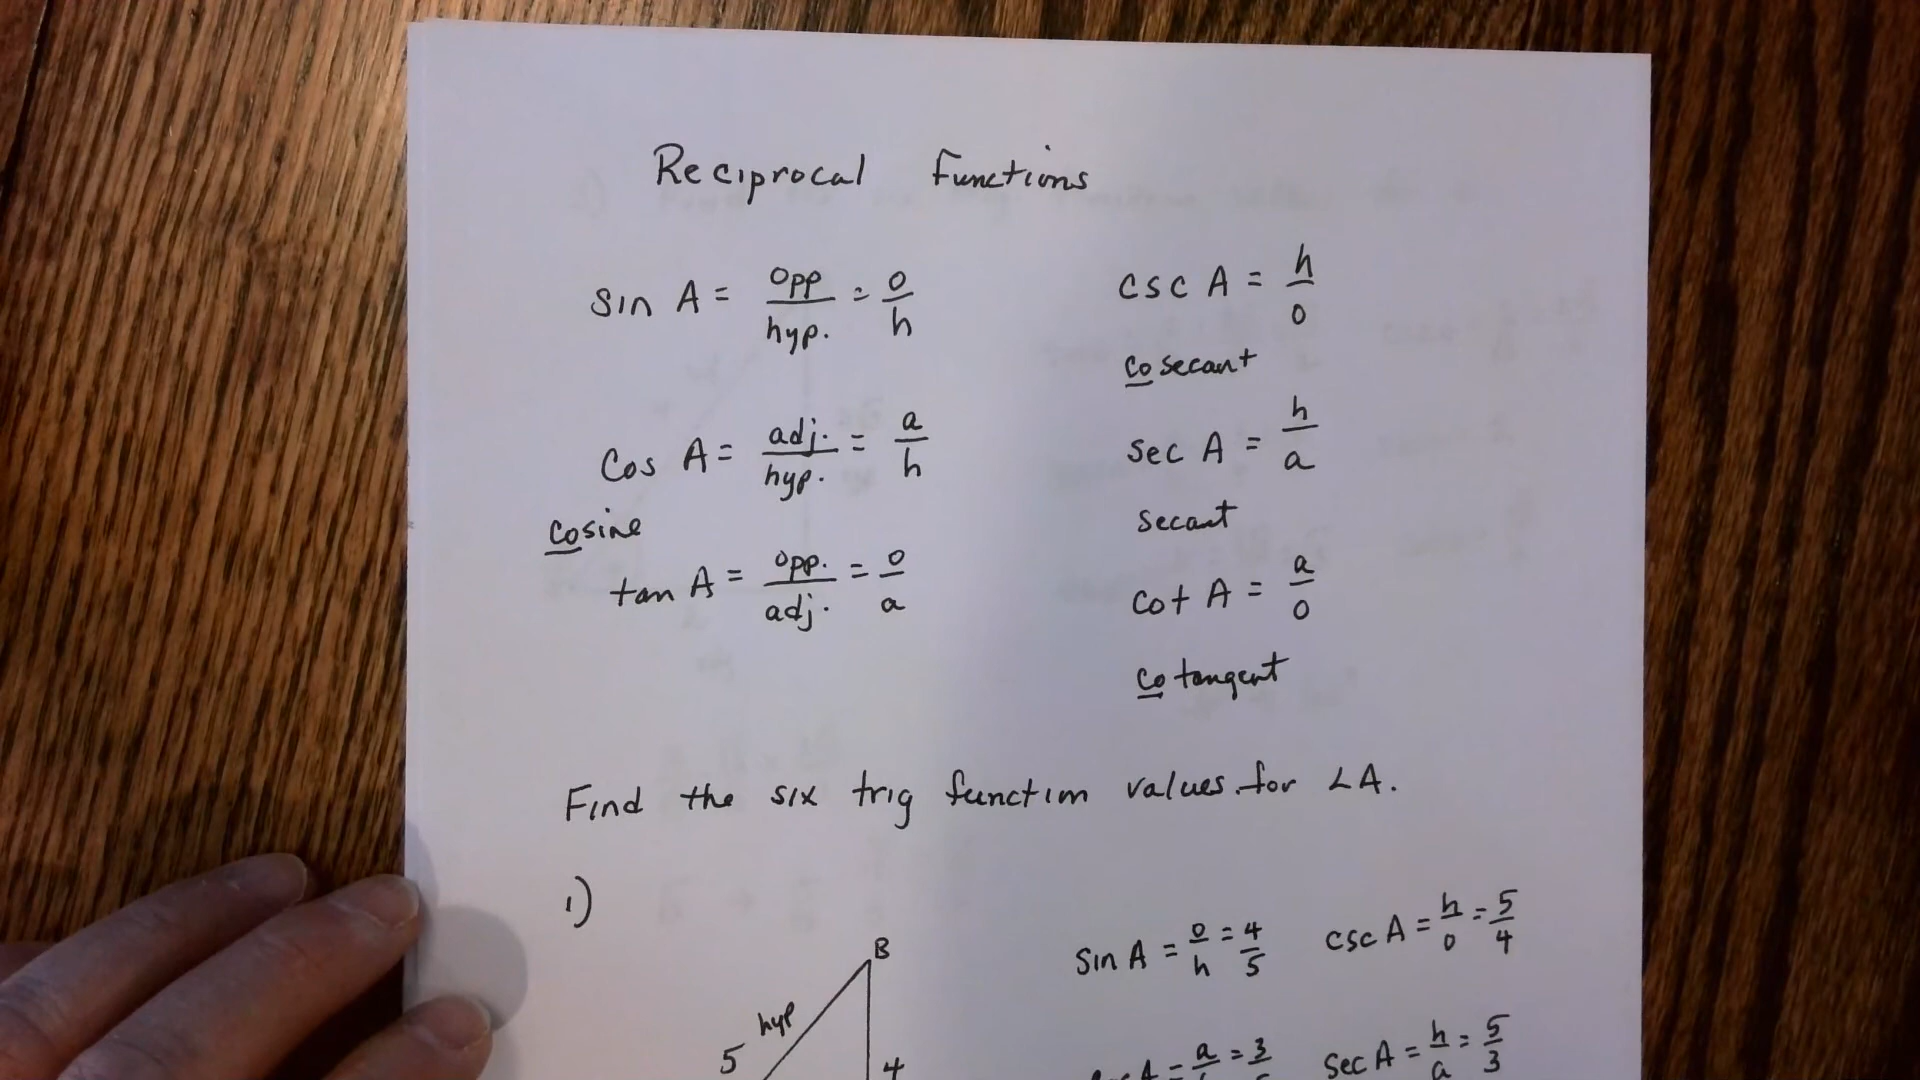 Reciprocal Functions
sin A = opp/hyp. = o/h
csc A = h/o
cosecant
cos A = adj./hyp. = a/h
sec A = h/a
cosine
secant
tan A = opp./adj. = o/a
cot A = a/o
cotangent
Find the six trig function values for ∠A.
1)
B
hyp
5
4
sin A = o/h = 4/5
csc A = h/o = 5/4
A = a = 3
sec A = h/a = 5/3